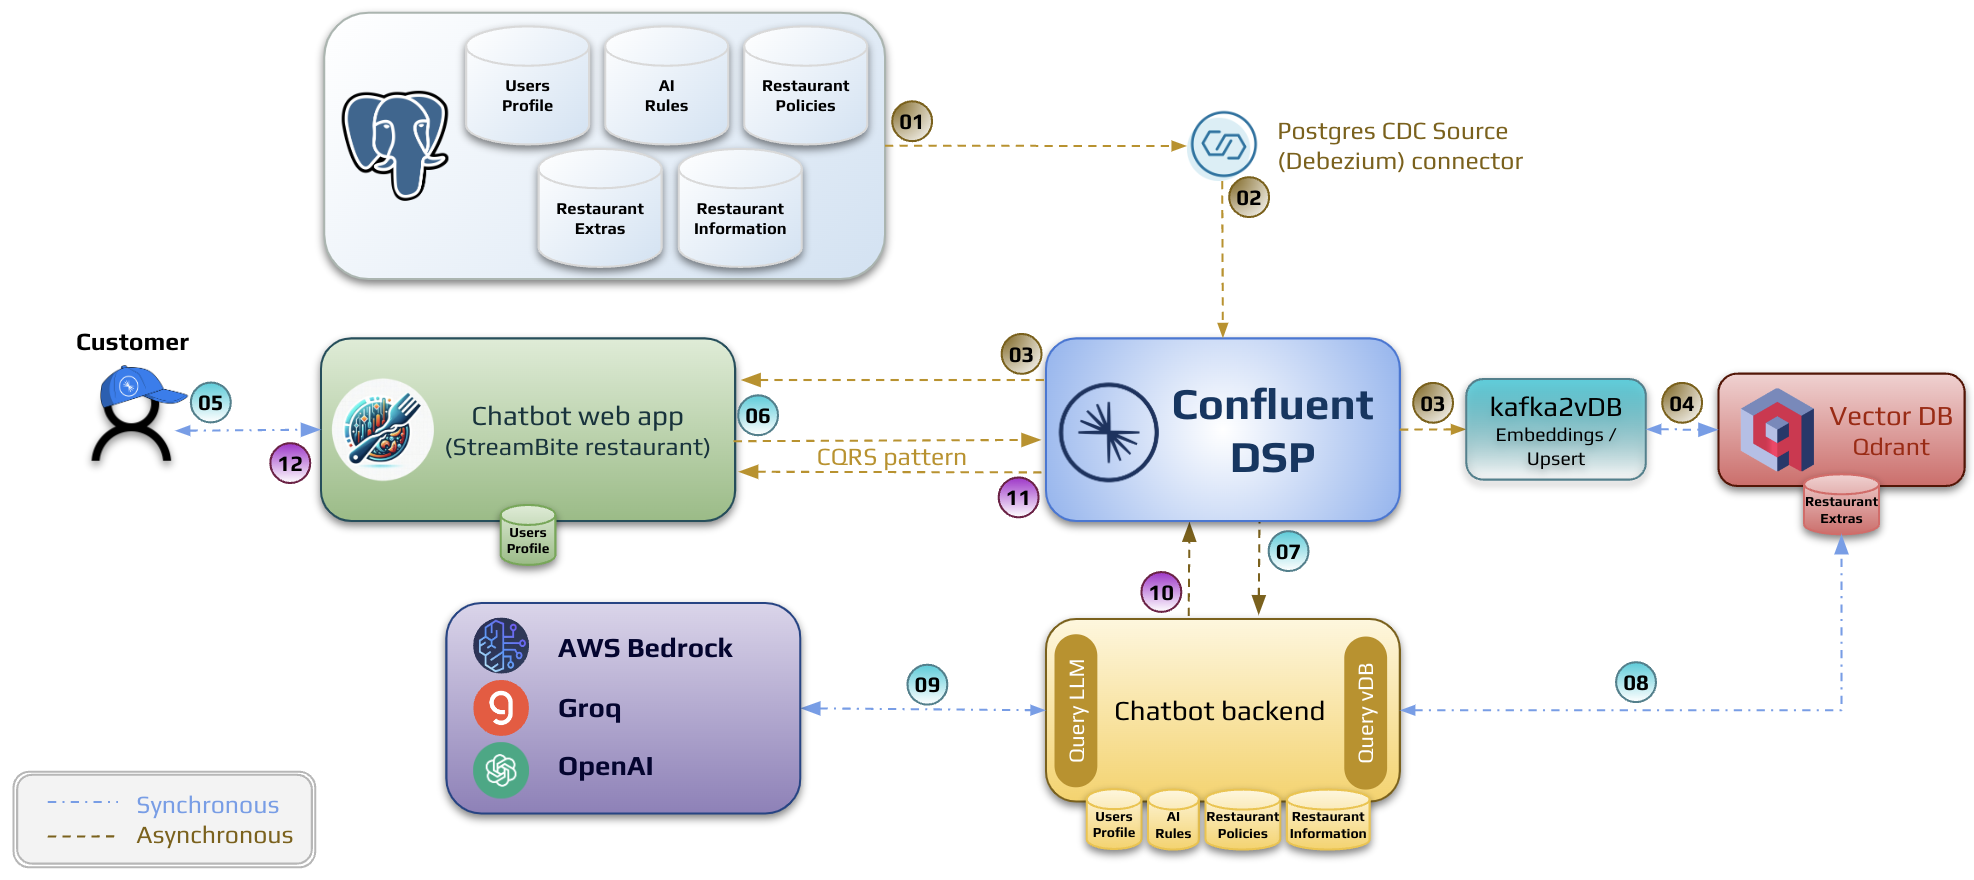 Users
Profile
AI
Rules
Restaurant
Policies
Restaurant
Extras
Restaurant
Information
01
Postgres CDC Source
(Debezium) connector
02
Customer
05
12
Chatbot web app
(StreamBite restaurant)
Users
Profile
03
06
CQRS pattern
11
Confluent
DSP
03
kafka2vDB
Embeddings /
Upsert
04
Vector DB
Qdrant
Restaurant
Extras
10
07
AWS Bedrock
Groq
OpenAI
09
Query LLM
Chatbot backend
Query vDB
08
Users
Profile
AI
Rules
Restaurant
Policies
Restaurant
Information
Synchronous
Asynchronous